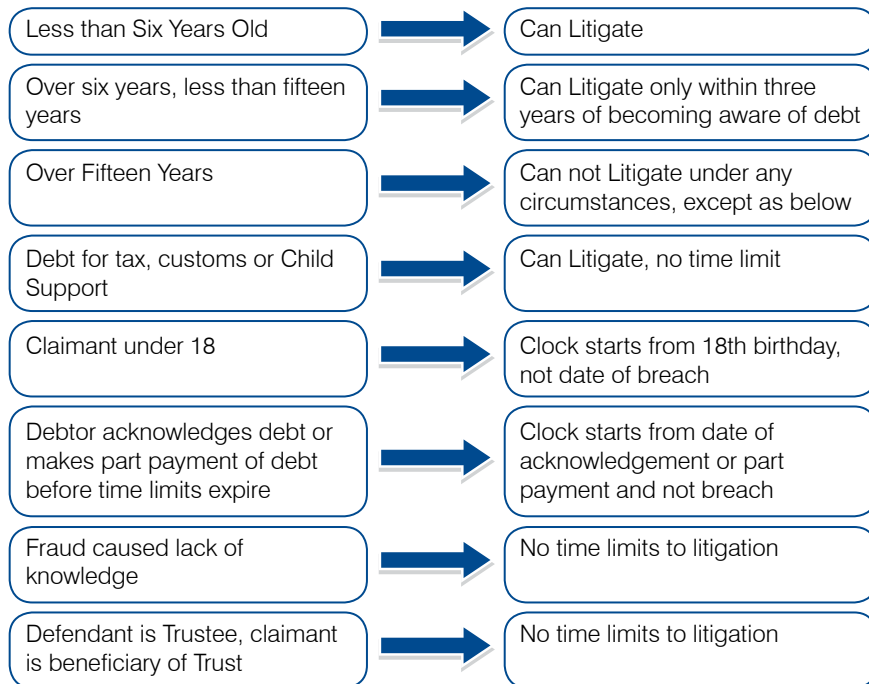 Less than Six Years Old
Can Litigate
Over six years, less than fifteen
years
Can Litigate only within three
years of becoming aware of debt
Over Fifteen Years
Can not Litigate under any
circumstances, except as below
Debt for tax, customs or Child
Support
Can Litigate, no time limit
Claimant under 18
Clock starts from 18th birthday,
not date of breach
Debtor acknowledges debt or
makes part payment of debt
before time limits expire
Clock starts from date of
acknowledgement or part
payment and not breach
Fraud caused lack of
knowledge
No time limits to litigation
Defendant is Trustee, claimant
is beneficiary of Trust
No time limits to litigation